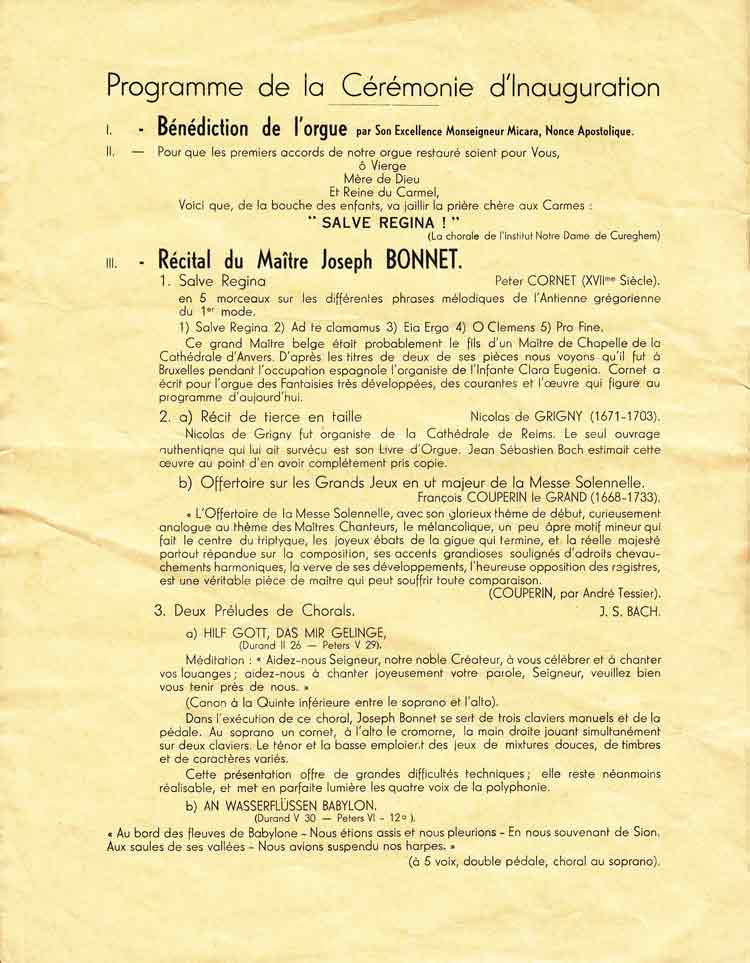 Programme de la Cérémonie d'Inauguration
I. - Bénédiction de l'orgue par Son Excellence Monseigneur Micara, Nonce Apostolique.
II. — Pour que les premiers accords de notre orgue restauré soient pour Vous,
ô Vierge
Mère de Dieu
Et Reine du Carmel,
Voici que, de la bouche des enfants, va jaillir la prière chère aux Carmes :
" SALVE REGINA ! "
(La chorale de l'Institut Notre Dame de Cureghem)
III. - Récital du Maître Joseph BONNET.
1. Salve Regina Peter CORNET (XVIIme Siècle).
en 5 morceaux sur les différentes phrases mélodiques de l'Antienne grégorienne
du 1er mode.
1) Salve Regina 2) Ad te clamamus 3) Eia Ergo 4) O Clemens 5) Pro Fine.
Ce grand Maître belge était probablement le fils d'un Maître de Chapelle de la
Cathédrale d'Anvers. D'après les titres de deux de ses pièces nous voyons qu'il fut à
Bruxelles pendant l'occupation espagnole l'organiste de l'Infante Clara Eugenia. Cornet a
écrit pour l'orgue des Fantaisies très développées, des courantes et l'œuvre qui figure au
programme d'aujourd'hui.
2. a) Récit de tierce en taille Nicolas de GRIGNY (1671-1703).
Nicolas de Grigny fut organiste de la Cathédrale de Reims. Le seul ouvrage
authentiqne qui lui ait survécu est son Livre d'Orgue. Jean Sébastien Bach estimait cette
œuvre au point d'en avoir complétement pris copie.
b) Offertoire sur les Grands Jeux en ut majeur de la Messe Solennelle.
François COUPERIN le GRAND (1668-1733).
« L'Offertoire de la Messe Solennelle, avec son glorieux thème de début, curieusement
analogue au thème des Maîtres Chanteurs, le mélancolique, un peu âpre motif mineur qui
fait le centre du triptyque, les joyeux ébats de la gigue qui termine, et la réelle majesté
partout répandue sur la composition, ses accents grandioses soulignés d'adroits chevau-
chements harmoniques, la verve de ses développements, l'heureuse opposition des registres,
est une véritable pièce de maître qui peut souffrir toute comparaison.
(COUPERIN, par André Tessier).
3. Deux Préludes de Chorals. J. S. BACH.
a) HILF GOTT, DAS MIR GELINGE,
(Durand II 26 — Peters V 29).
Méditation : « Aidez-nous Seigneur, notre noble Créateur, à vous célébrer et à chanter
vos louanges ; aidez-nous à chanter joyeusement votre parole, Seigneur, veuillez bien
vous tenir près de nous. »
(Canon à la Quinte inférieure entre le soprano et l'alto).
Dans l'exécution de ce choral, Joseph Bonnet se sert de trois claviers manuels et de la
pédale. Au soprano un cornet, à l'alto le cromorne, la main droite jouant simultanément
sur deux claviers. Le ténor et la basse emploient des jeux de mixtures douces, de timbres
et de caractères variés.
Cette présentation offre de grandes difficultés techniques ; elle reste néanmoins
réalisable, et met en parfaite lumière les quatre voix de la polyphonie.
b) AN WASSERFLÜSSEN BABYLON.
(Durand V 30 — Peters VI - 12o ).
« Au bord des fleuves de Babylone - Nous étions assis et nous pleurions - En nous souvenant de Sion.
Aux saules de ses vallées - Nous avions suspendu nos harpes. »
(à 5 voix, double pédale, choral au soprano).